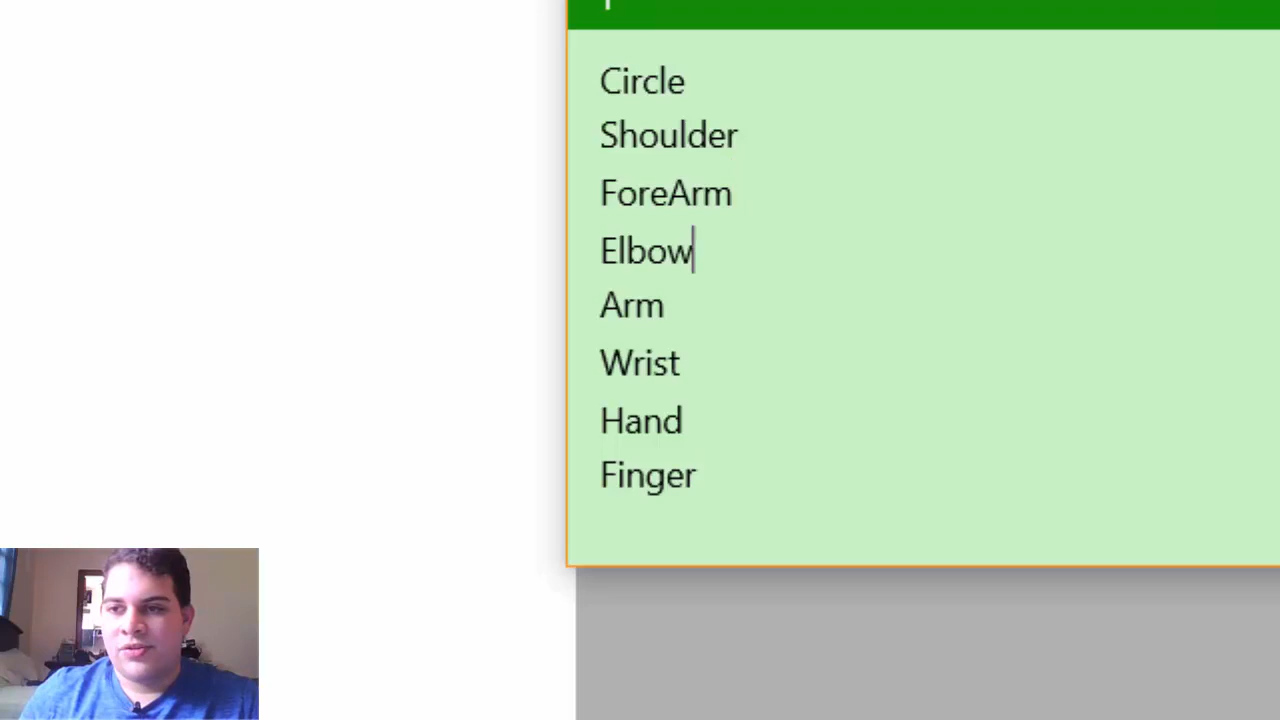 Circle
Shoulder
ForeArm
Elbow
Arm
Wrist
Hand
Finger